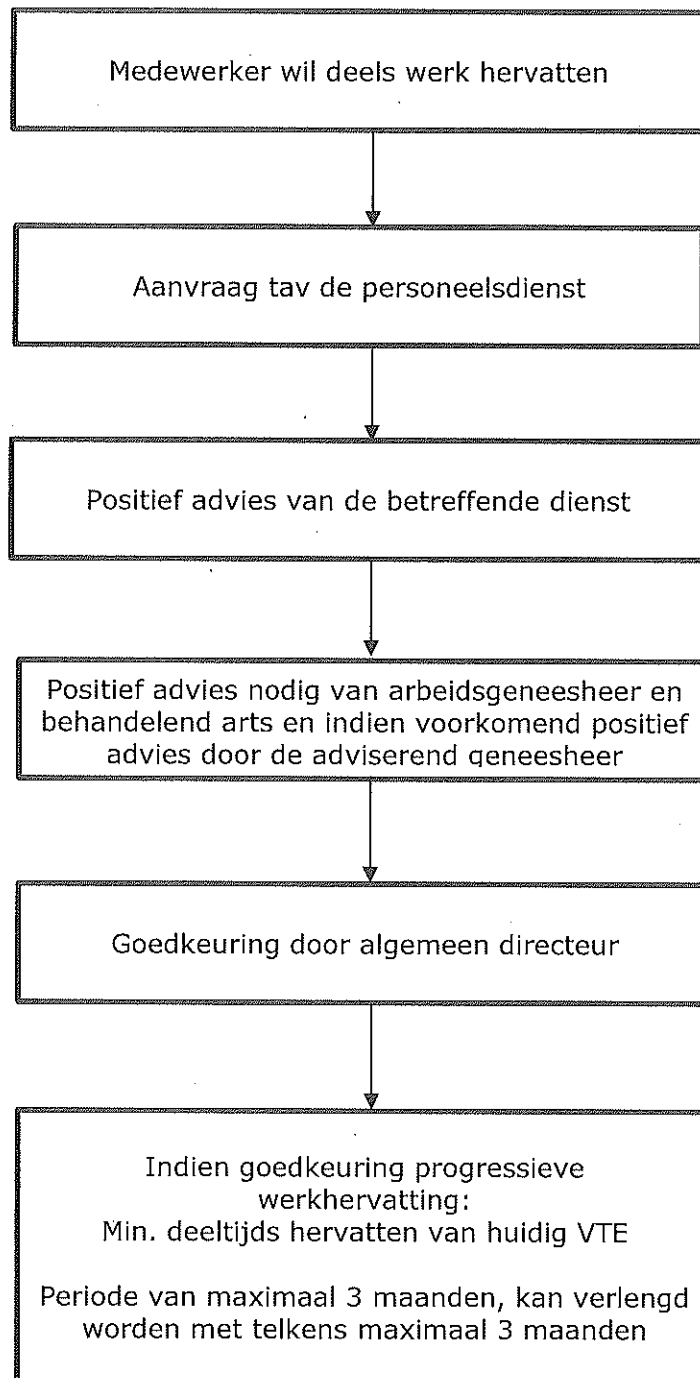 Medewerker wil deels werk hervatten
Aanvraag tav de personeelsdienst
Positief advies van de betreffende dienst
Positief advies nodig van arbeidsgeneesheer en
behandelend arts en indien voorkomend positief
advies door de adviserend geneesheer
Goedkeuring door algemeen directeur
Indien goedkeuring progressieve
werkhervatting:
Min. deeltijds hervatten van huidig VTE
Periode van maximaal 3 maanden, kan verlengd
worden met telkens maximaal 3 maanden